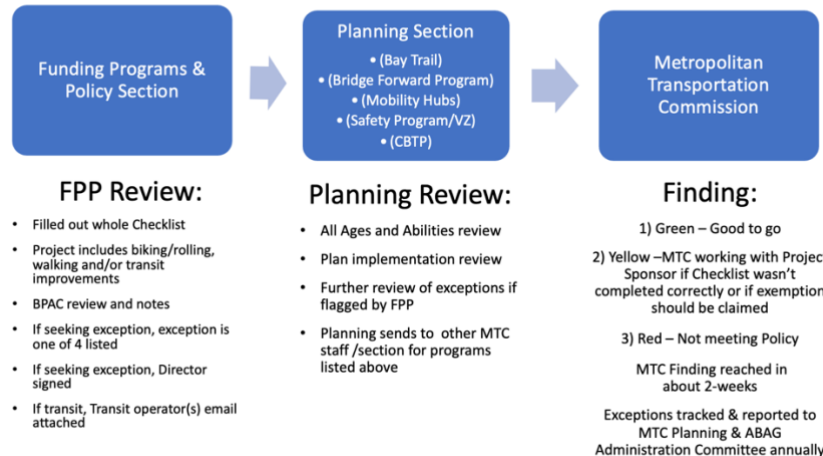 Funding Programs &
Policy Section
Planning Section
• (Bay Trail)
• (Bridge Forward Program)
• (Mobility Hubs)
• (Safety Program/VZ)
• (CBTP)
Metropolitan
Transportation
Commission
FPP Review:
• Filled out whole Checklist
• Project includes biking/rolling,
walking and/or transit
improvements
• BPAC review and notes
• If seeking exception, exception is
one of 4 listed
• If seeking exception, Director
signed
• If transit, Transit operator(s) email
attached
Planning Review:
• All Ages and Abilities review
• Plan implementation review
• Further review of exceptions if
flagged by FPP
• Planning sends to other MTC
staff /section for programs
listed above
Finding:
1) Green – Good to go
2) Yellow –MTC working with Project
Sponsor if Checklist wasn't
completed correctly or if exemption
should be claimed
3) Red – Not meeting Policy
MTC Finding reached in
about 2-weeks
Exceptions tracked & reported to
MTC Planning & ABAG
Administration Committee annually